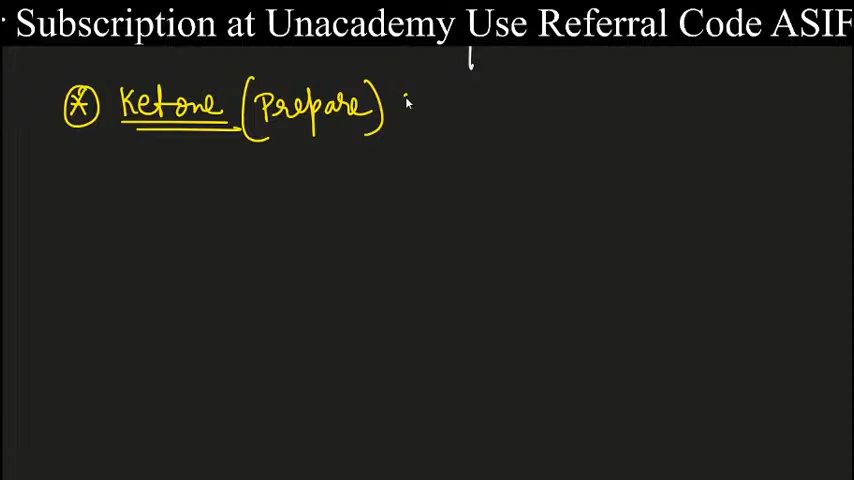 Subscription at Unacademy Use Referral Code ASIF
* Ketone (Prepare) :